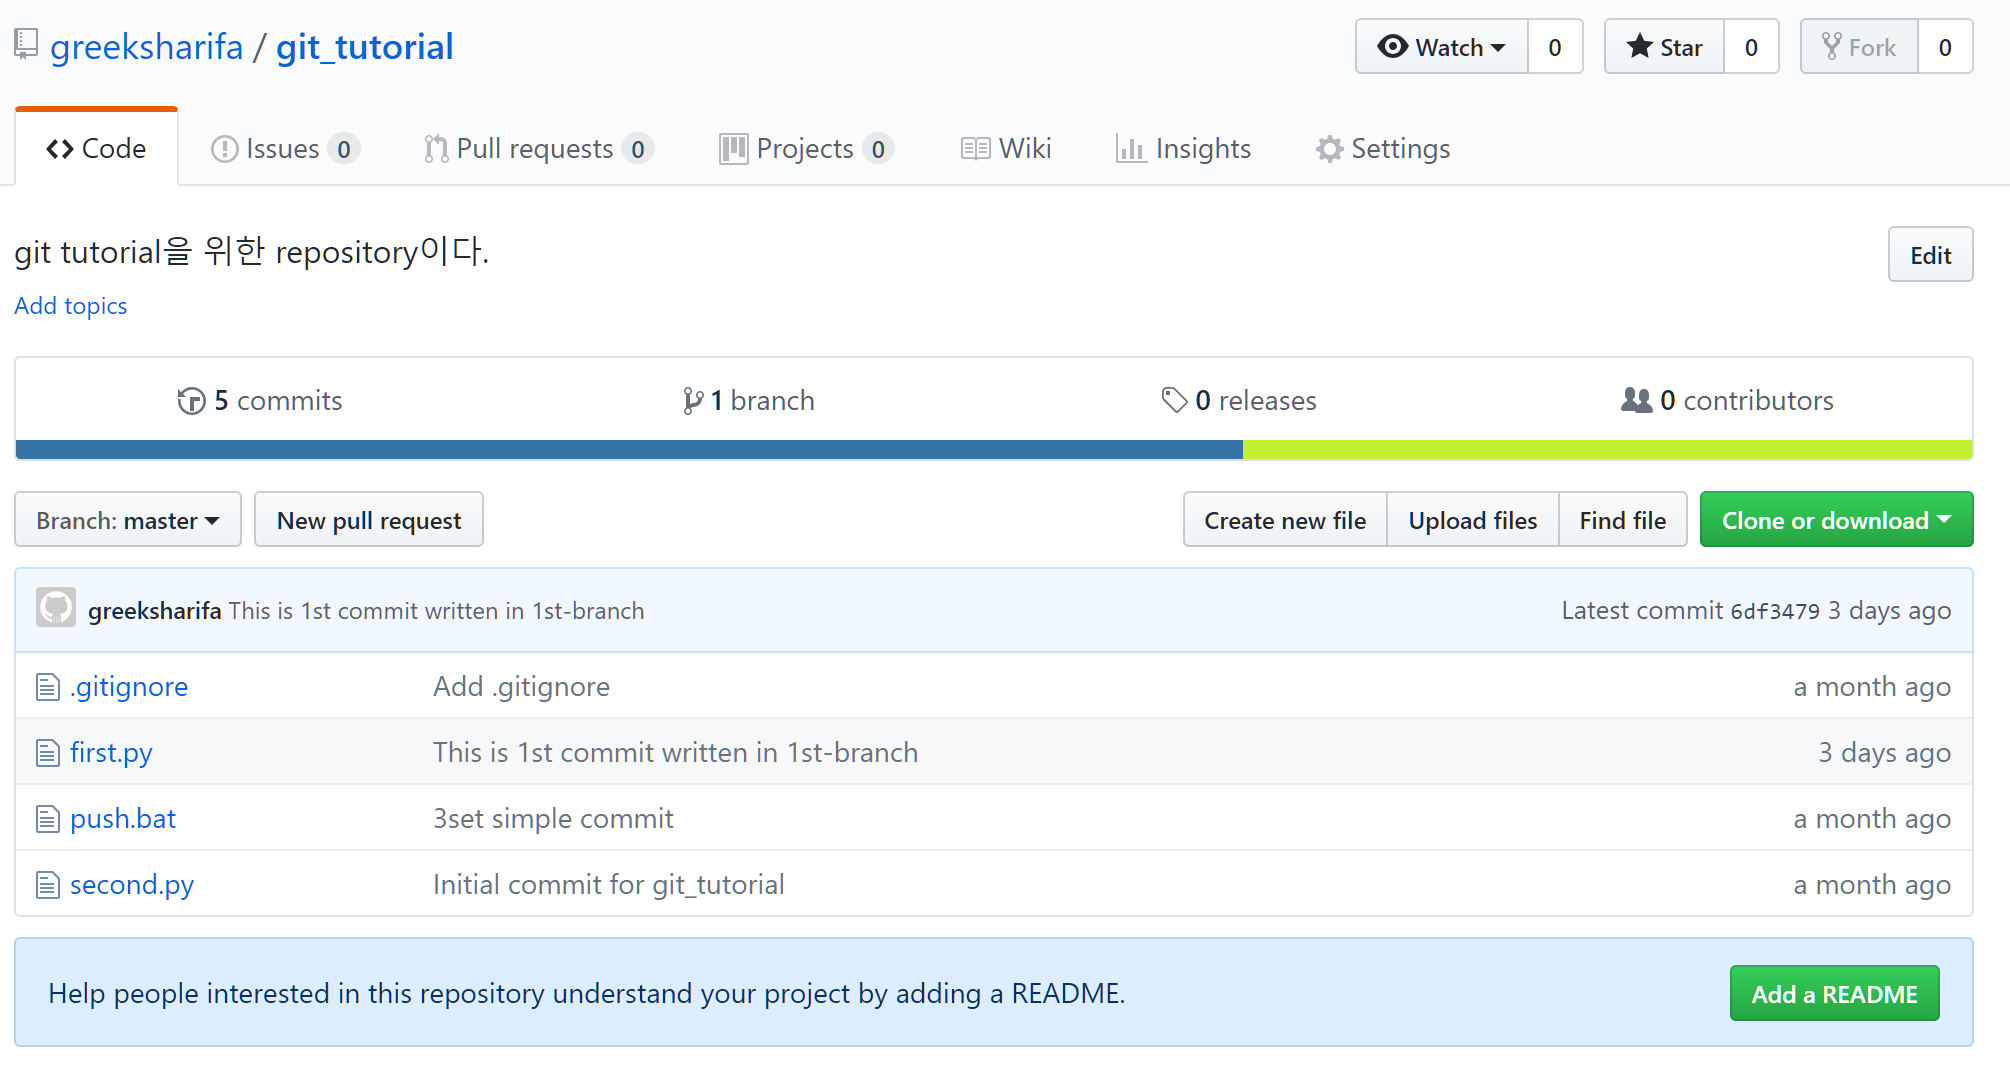 greeksharifa / git_tutorial
Watch 0 Star 0 Fork 0
Code Issues 0 Pull requests 0 Projects 0 Wiki Insights Settings
git tutorial을 위한 repository이다.
Edit
Add topics
5 commits 1 branch 0 releases 0 contributors
Branch: master New pull request Create new file Upload files Find file Clone or download
greeksharifa This is 1st commit written in 1st-branch Latest commit 6df3479 3 days ago
.gitignore Add .gitignore a month ago
first.py This is 1st commit written in 1st-branch 3 days ago
push.bat 3set simple commit a month ago
second.py Initial commit for git_tutorial a month ago
Help people interested in this repository understand your project by adding a README. Add a README